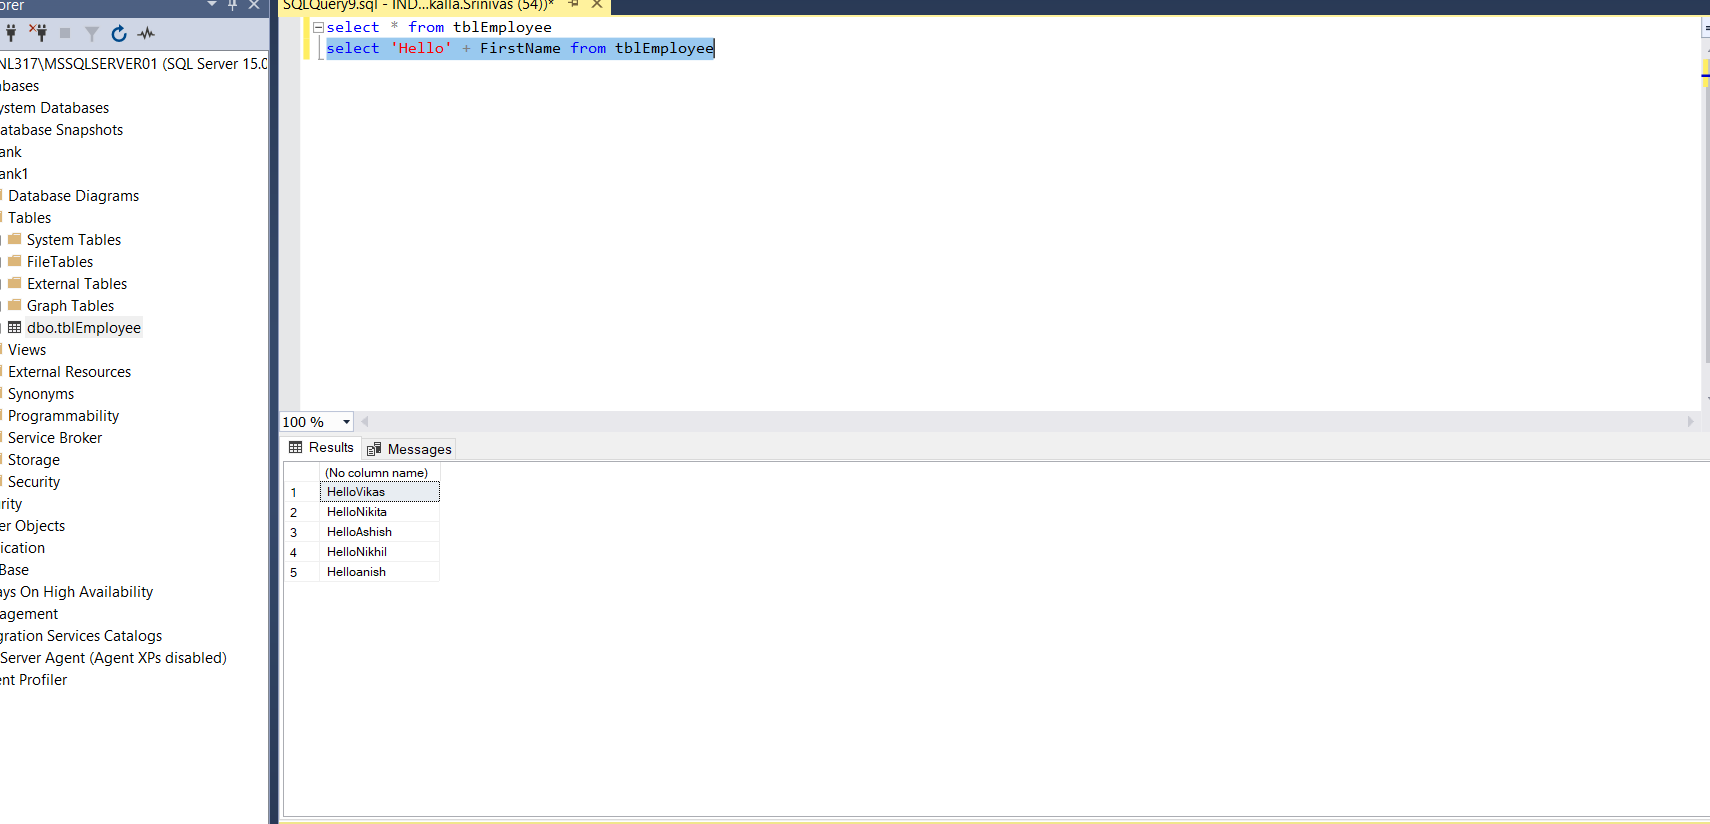 orer
NL317\MSSQLSERVER01 (SQL Server 15.0
abases
ystem Databases
atabase Snapshots
ank
ank1
Database Diagrams
Tables
System Tables
FileTables
External Tables
Graph Tables
dbo.tblEmployee
Views
External Resources
Synonyms
Programmability
Service Broker
Storage
Security
rity
er Objects
ication
Base
ays On High Availability
agement
gration Services Catalogs
Server Agent (Agent XPs disabled)
ent Profiler
SQLQuery9.sql - IND...kalla.Srinivas (54))*
select * from tblEmployee
select 'Hello' + FirstName from tblEmployee
100 %
Results Messages
(No column name)
1 HelloVikas
2 HelloNikita
3 HelloAshish
4 HelloNikhil
5 Helloanish